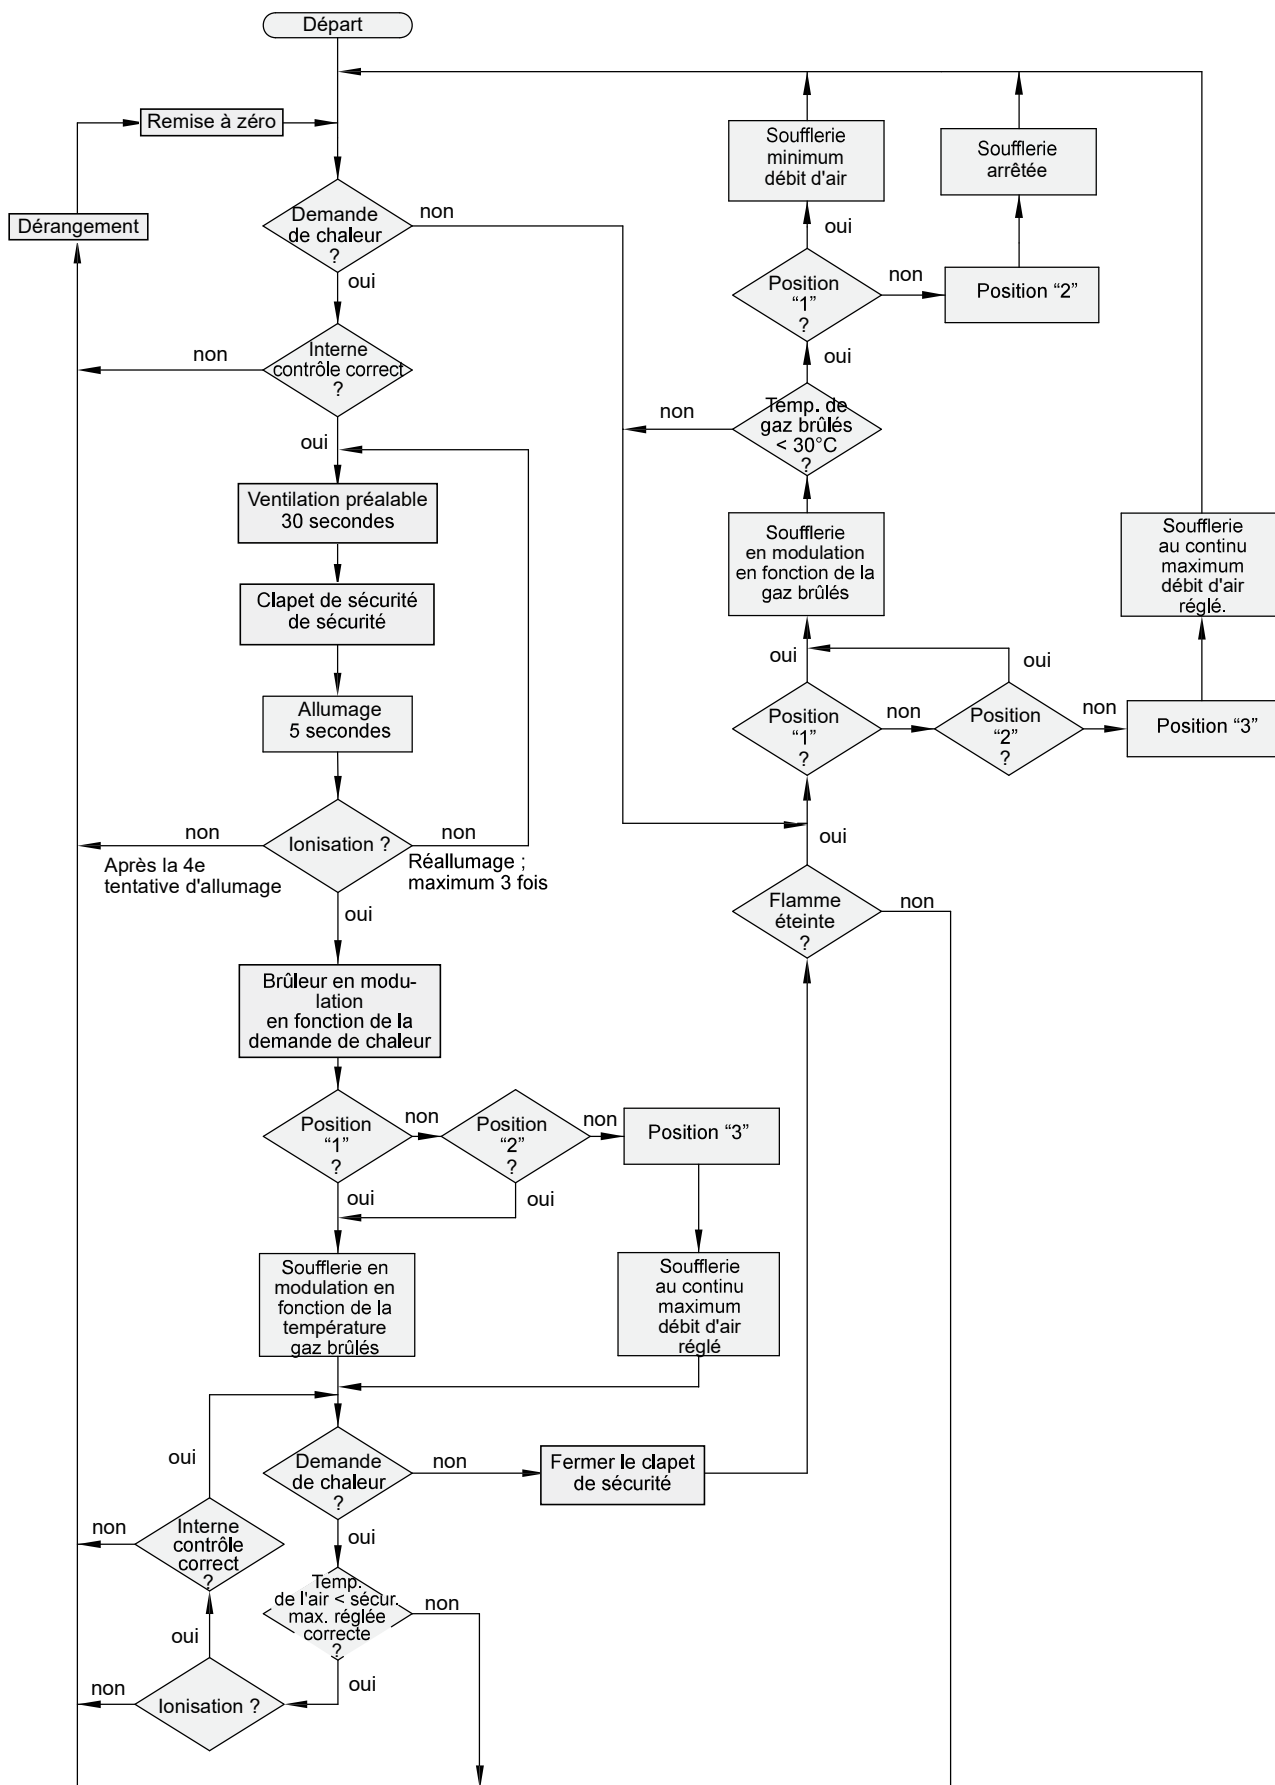 Départ
Remise à zéro
Dérangement
Demande
de chaleur
?
non
oui
Interne
contrôle correct
?
non
oui
Ventilation préalable
30 secondes
Clapet de sécurité
de sécurité
Allumage
5 secondes
Ionisation ?
non
Après la 4e
tentative d'allumage
non
Réallumage ;
maximum 3 fois
oui
Brûleur en modu-
lation
en fonction de la
demande de chaleur
Position
“1”
?
non
oui
Position
“2”
?
non
oui
Position “3”
Soufflerie en
modulation en
fonction de la
température
gaz brûlés
Soufflerie
au continu
maximum
débit d'air
réglé
Demande
de chaleur
?
non
oui
Fermer le clapet
de sécurité
Temp.
de l'air < sécur.
max. réglée
correcte
?
non
oui
Ionisation ?
non
oui
Interne
contrôle
correct
?
non
oui
Flamme
éteinte
?
non
oui
Position
“1”
?
non
oui
Position
“2”
?
non
oui
Position “3”
Soufflerie
au continu
maximum
débit d'air
réglé.
Soufflerie
en modulation
en fonction de la
gaz brûlés
Temp. de
gaz brûlés
< 30°C
?
non
oui
Position
“1”
?
non
oui
Position “2”
Soufflerie
minimum
débit d'air
Soufflerie
arrêtée